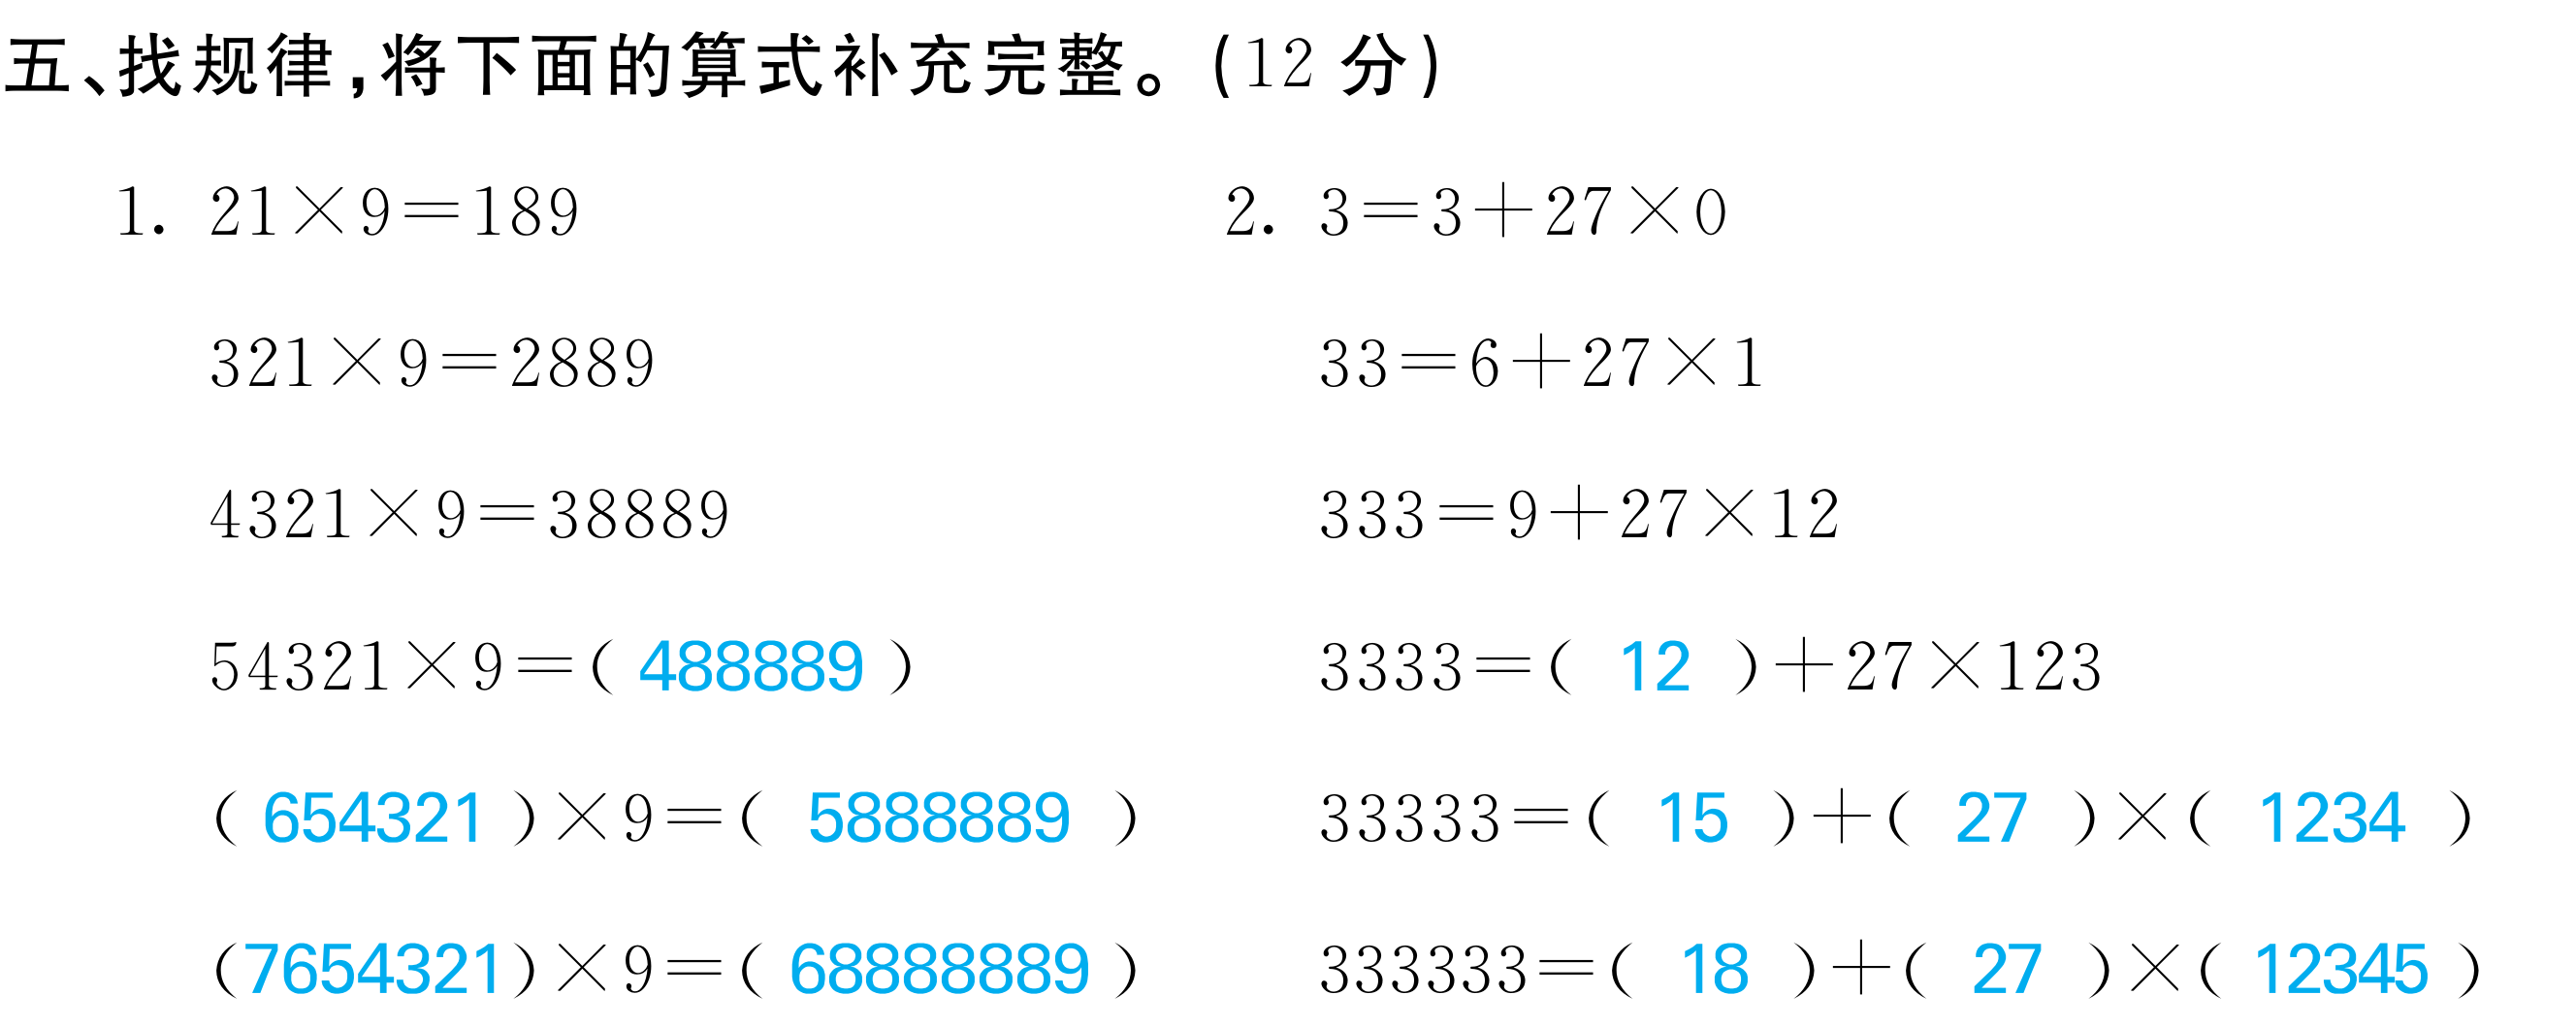 五、找规律,将下面的算式补充完整。(12 分)
1. 21×9=189
321×9=2889
4321×9=38889
54321×9=( 488889 )
( 654321 )×9=( 5888889 )
(7654321)×9=( 68888889 )
2. 3=3+27×0
33=6+27×1
333=9+27×12
3333=( 12 )+27×123
33333=( 15 )+( 27 )×( 1234 )
333333=( 18 )+( 27 )×( 12345 )